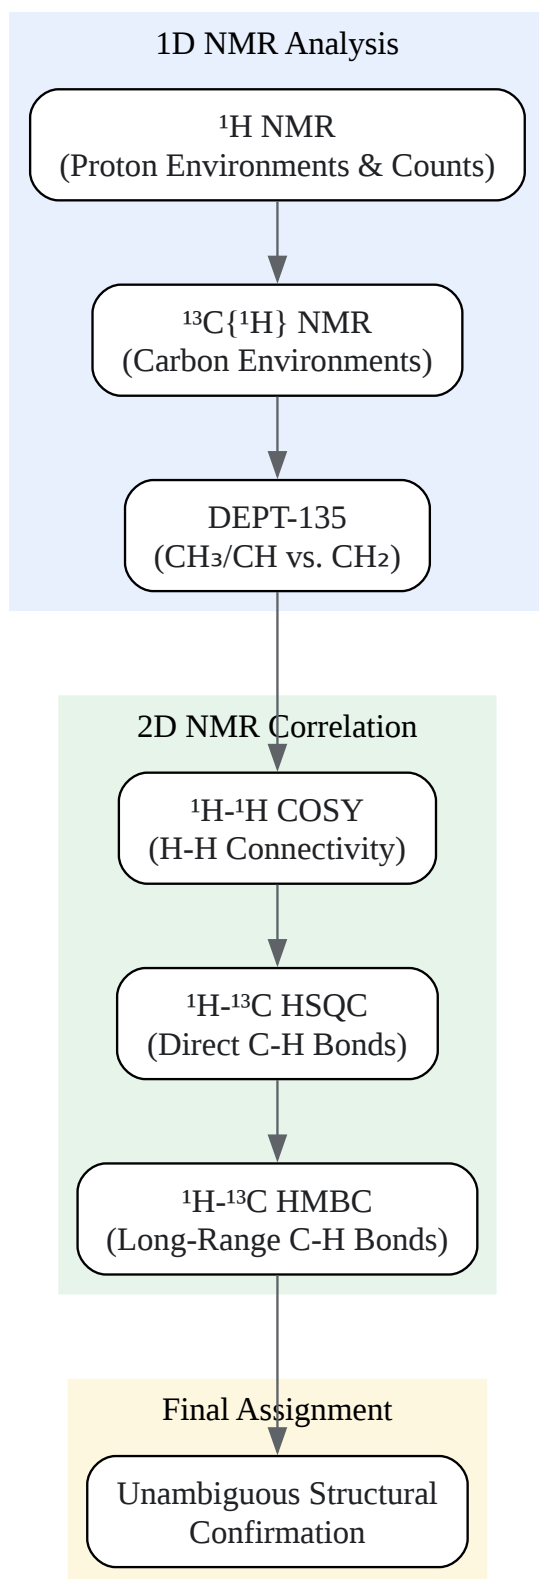 1D NMR Analysis
¹H NMR
(Proton Environments & Counts)
¹³C{¹H} NMR
(Carbon Environments)
DEPT-135
(CH₃/CH vs. CH₂)
2D NMR Correlation
¹H-¹H COSY
(H-H Connectivity)
¹H-¹³C HSQC
(Direct C-H Bonds)
¹H-¹³C HMBC
(Long-Range C-H Bonds)
Final Assignment
Unambiguous Structural
Confirmation